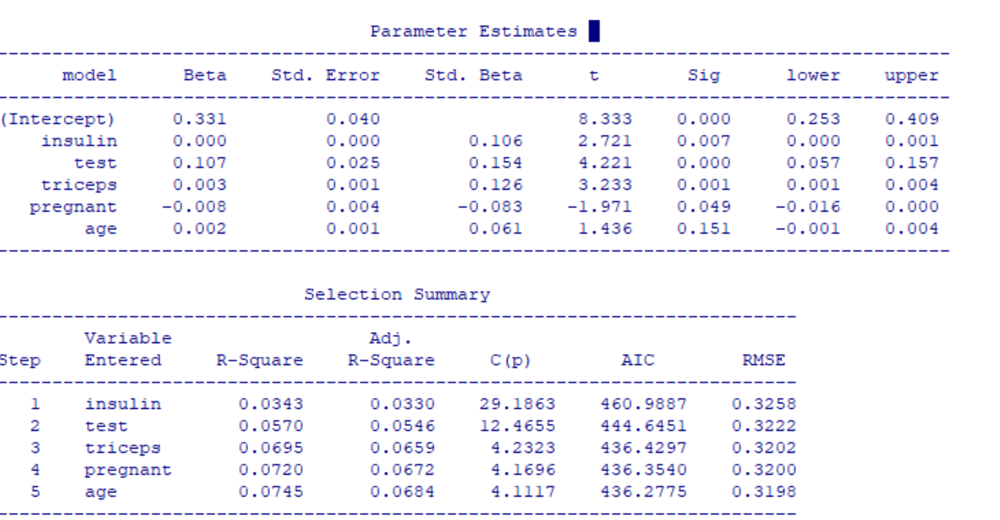 Parameter Estimates
----------------------------------------------------------------------------------------
model Beta Std. Error Std. Beta t Sig lower upper
----------------------------------------------------------------------------------------
(Intercept) 0.331 0.040 8.333 0.000 0.253 0.409
insulin 0.000 0.000 0.106 2.721 0.007 0.000 0.001
test 0.107 0.025 0.154 4.221 0.000 0.057 0.157
triceps 0.003 0.001 0.126 3.233 0.001 0.001 0.004
pregnant -0.008 0.004 -0.083 -1.971 0.049 -0.016 0.000
age 0.002 0.001 0.061 1.436 0.151 -0.001 0.004
----------------------------------------------------------------------------------------
Selection Summary
-------------------------------------------------------------------------
Variable Adj.
Step Entered R-Square R-Square C(p) AIC RMSE
-------------------------------------------------------------------------
1 insulin 0.0343 0.0330 29.1863 460.9887 0.3258
2 test 0.0570 0.0546 12.4655 444.6451 0.3222
3 triceps 0.0695 0.0659 4.2323 436.4297 0.3202
4 pregnant 0.0720 0.0672 4.1696 436.3540 0.3200
5 age 0.0745 0.0684 4.1117 436.2775 0.3198
-------------------------------------------------------------------------